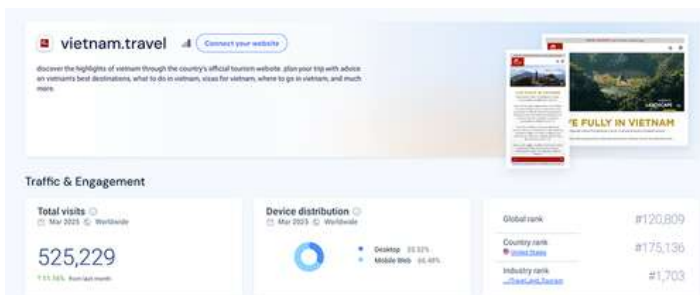 vietnam.travel
Connect your website
discover the highlights of vietnam through the country's official tourism website. plan your trip with advice
on vietnam's best destinations, what to do in vietnam, visas for vietnam, where to go in vietnam, and much
more.
E FULLY IN VIETNAM
Traffic & Engagement
Total visits
Mar 2025 Worldwide
525,229
from last month
Device distribution
Mar 2025 Worldwide
Desktop
Mobile Web
Global rank #120,809
Country rank #175,136
United States
Industry rank #1,703
.../Travel_and_Tourism